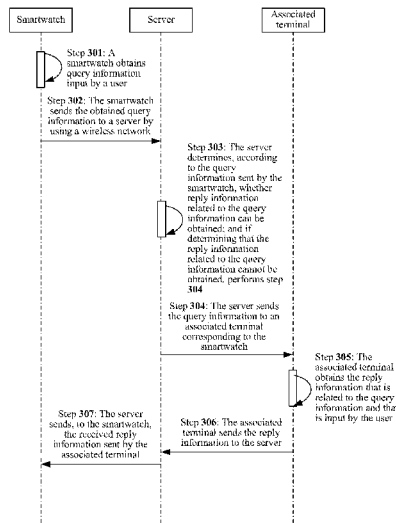 Smartwatch
Server
Associated
terminal
Step 301: A
smartwatch obtains
query information
input by a user
Step 302: The smartwatch
sends the obtained query
information to a server by
using a wireless network
Step 303: The server
determines, according
to the query
information sent by the
smartwatch, whether
reply information
related to the query
information can be
obtained; and if
determining that the
reply information
related to the query
information cannot be
obtained, performs step
304
Step 304: The server sends
the query information to an
associated terminal
corresponding to the
smartwatch
Step 305: The
associated terminal
obtains the reply
information that is
related to the query
information and tha
is input by the user
Step 306: The associated
terminal sends the reply
information to the server
Step 307: The server
sends, to the smartwatch,
the received reply
information sent by the
associated terminal